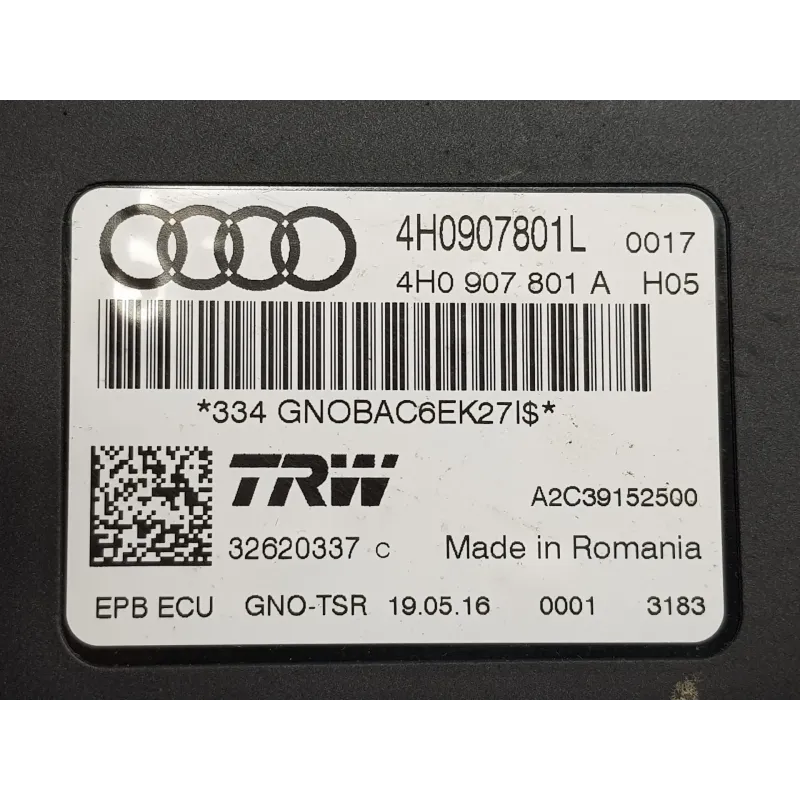 4H0907801L 0017
4H0 907 801 A H05
*334 GNOBAC6EK27I$*
TRW A2C39152500
32620337 C Made in Romania
EPB ECU GNO-TSR 19.05.16 0001 3183